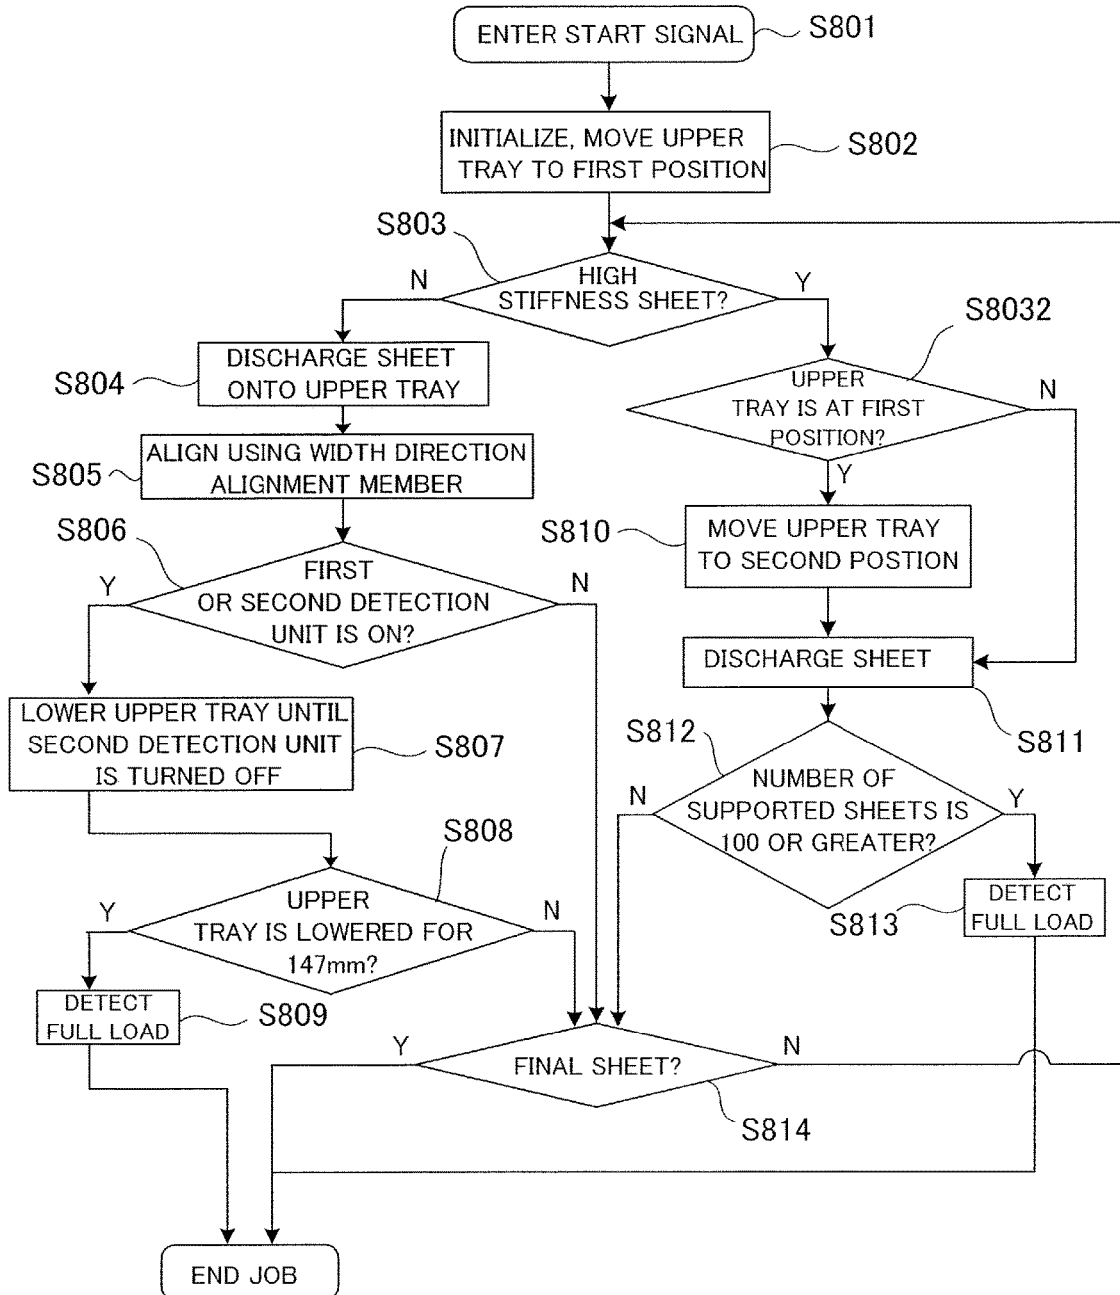 ENTER START SIGNAL
S801
INITIALIZE, MOVE UPPER
TRAY TO FIRST POSITION
S802
S803
HIGH
STIFFNESS SHEET?
N
Y
S8032
DISCHARGE SHEET
ONTO UPPER TRAY
S804
UPPER
TRAY IS AT FIRST
POSITION?
N
Y
ALIGN USING WIDTH DIRECTION
ALIGNMENT MEMBER
S805
S806
FIRST
OR SECOND DETECTION
UNIT IS ON?
Y
N
S810
MOVE UPPER TRAY
TO SECOND POSTION
DISCHARGE SHEET
S811
LOWER UPPER TRAY UNTIL
SECOND DETECTION UNIT
IS TURNED OFF
S807
S812
NUMBER OF
SUPPORTED SHEETS IS
100 OR GREATER?
N
Y
S808
UPPER
TRAY IS LOWERED FOR
147mm?
Y
N
S813
DETECT
FULL LOAD
DETECT
FULL LOAD
S809
FINAL SHEET?
Y
N
S814
END JOB